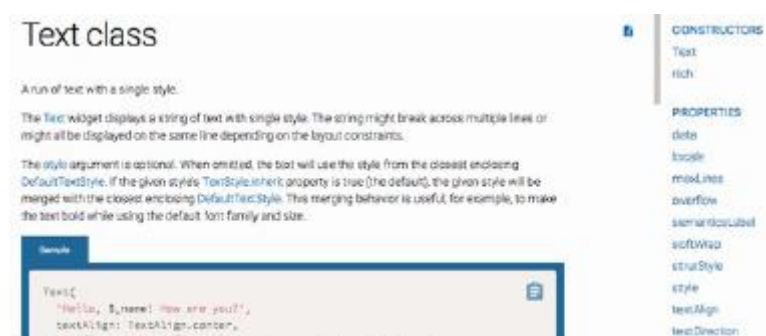 Text class
A run of text with a single style.
The Text widget displays a string of text with single style. The string might break across multiple lines or
might all be displayed on the same line depending on the layout constraints.
The style argument is optional. When omitted, the text will use the style from the closest enclosing
DefaultTextStyle. If the given style's TextStyle.inherit property is true (the default), the given style will be
merged with the closest enclosing DefaultTextStyle. This merging behavior is useful, for example, to make
the text bold while using the default font family and size.
Sample
Text(
'Hello, $_name! How are you?',
textAlign: TextAlign.center,
CONSTRUCTORS
Text
rich
PROPERTIES
data
locale
maxLines
overflow
semanticsLabel
softWrap
strutStyle
style
textAlign
textDirection